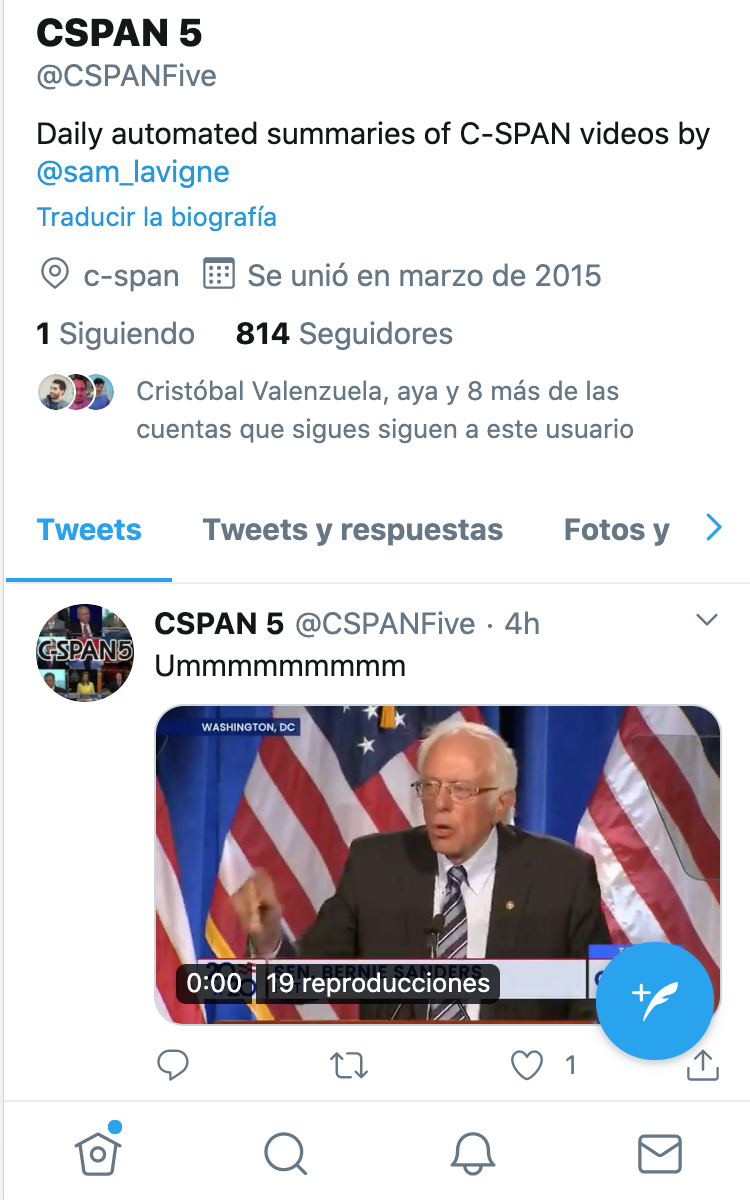 CSPAN 5
@CSPANFive
Daily automated summaries of C-SPAN videos by
@sam_lavigne
Traducir la biografía
c-span Se unió en marzo de 2015
1 Siguiendo 814 Seguidores
Cristóbal Valenzuela, aya y 8 más de las
cuentas que sigues siguen a este usuario
Tweets Tweets y respuestas Fotos y
CSPAN 5 @CSPANFive · 4h
C-SPAN5
Ummmmmmmmm
WASHINGTON, DC
SEN. BERNIE SANDERS
0:00 19 reproducciones
1